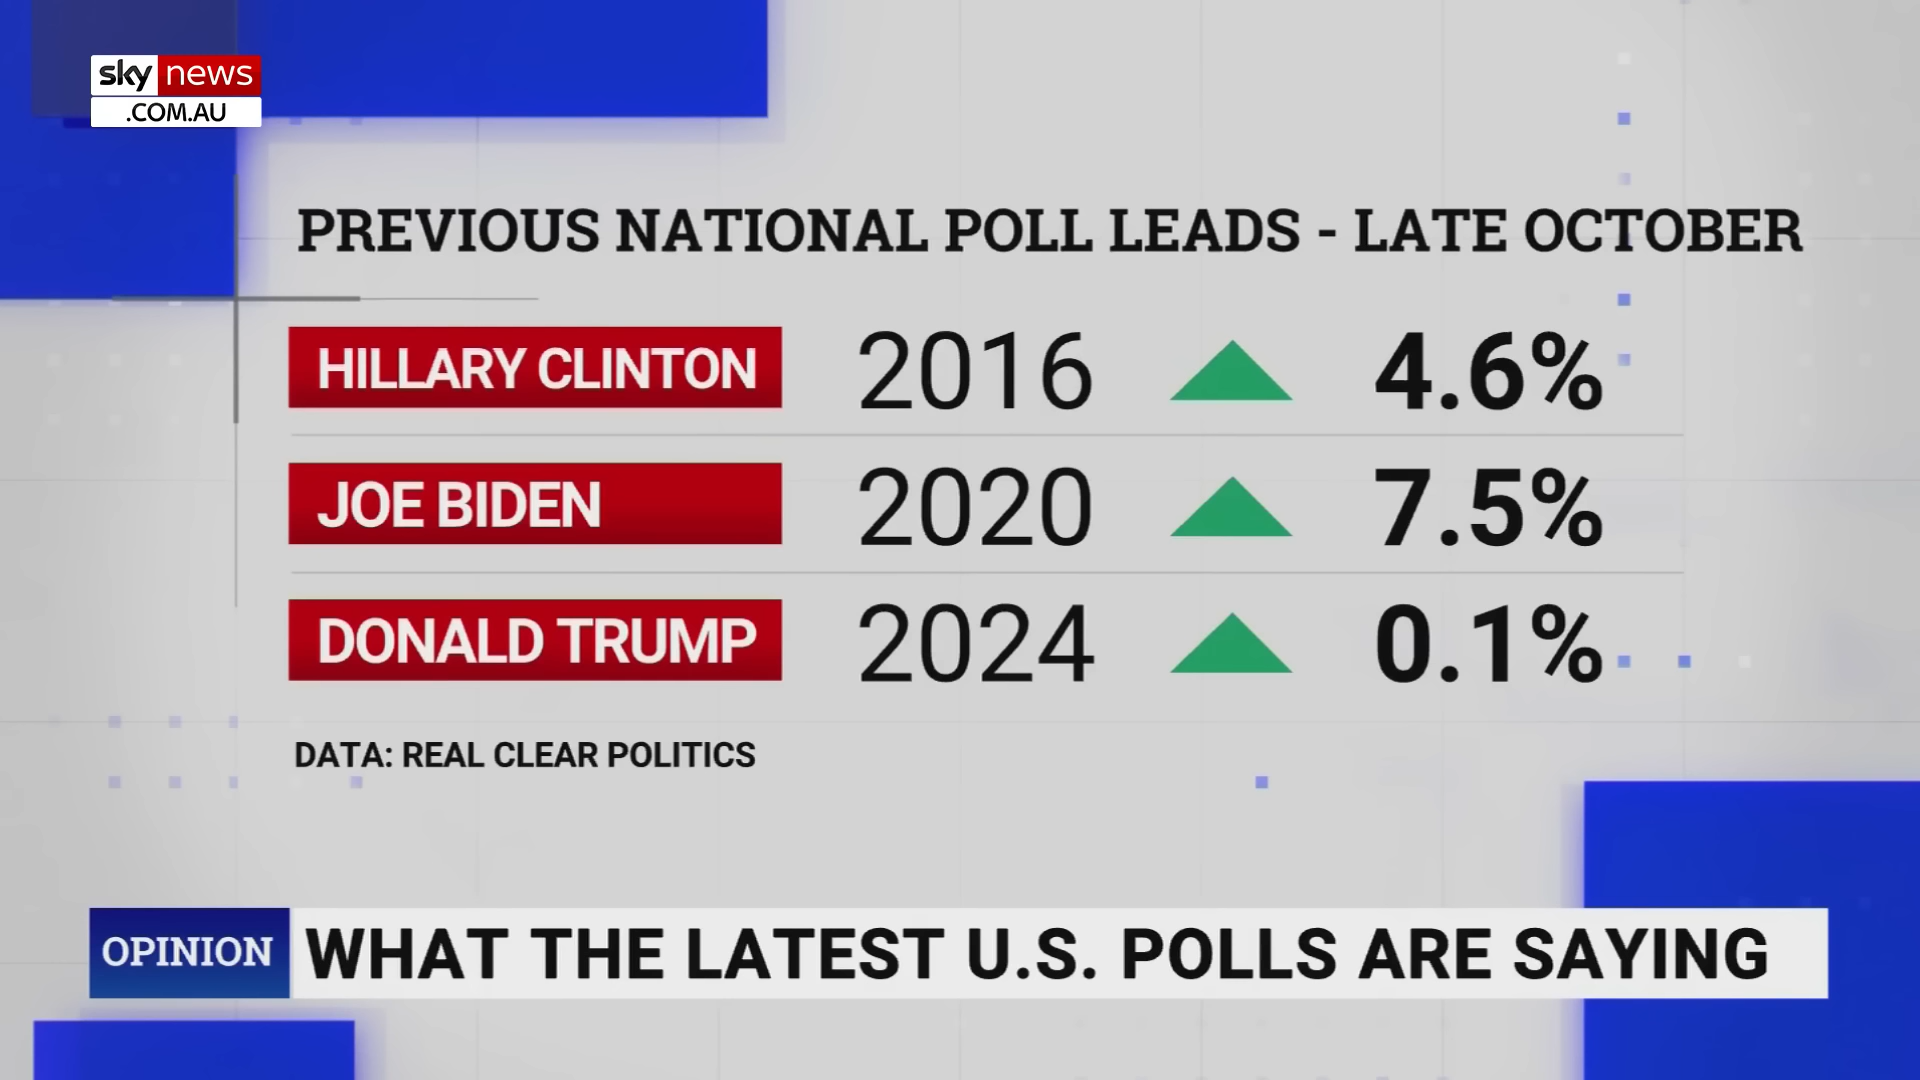 sky news
.COM.AU
PREVIOUS NATIONAL POLL LEADS - LATE OCTOBER
HILLARY CLINTON 2016 4.6%
JOE BIDEN 2020 7.5%
DONALD TRUMP 2024 0.1%
DATA: REAL CLEAR POLITICS
OPINION WHAT THE LATEST U.S. POLLS ARE SAYING